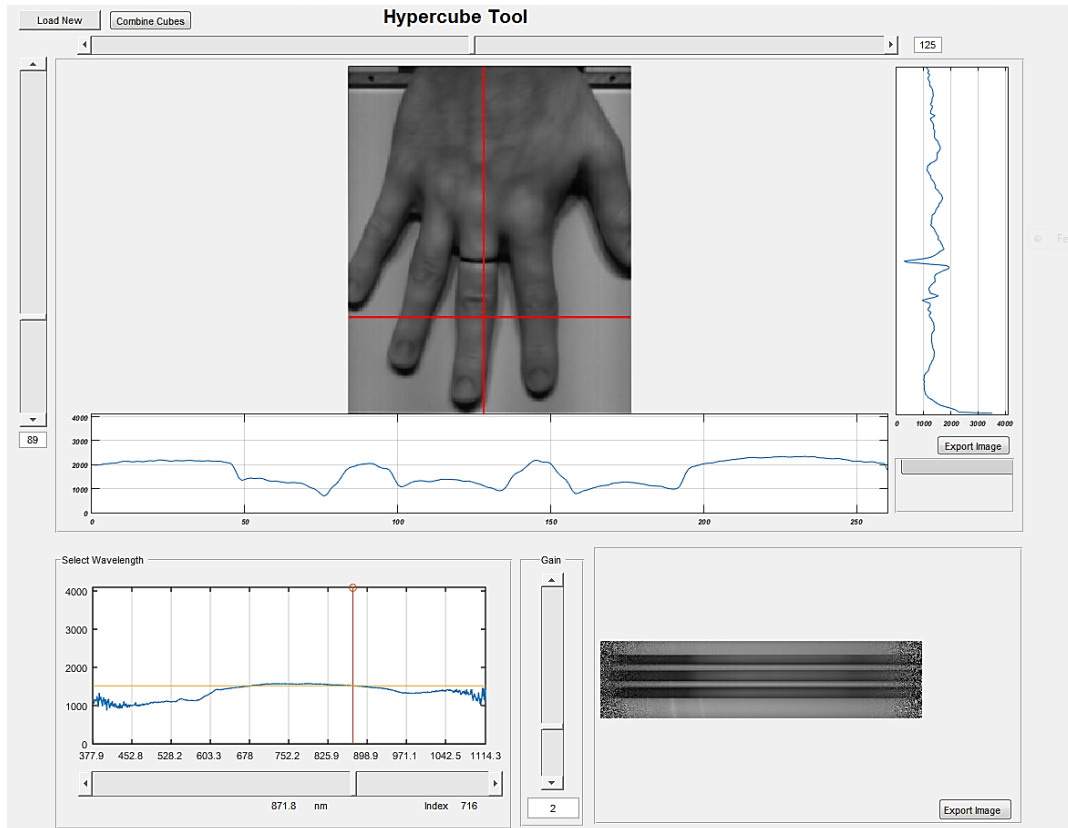 Load New Combine Cubes Hypercube Tool
125
89
4000
3000
2000
1000
0
0 50 100 150 200 250
0 1000 2000 3000 4000
Export Image
Fe
Select Wavelength
4000
3000
2000
1000
0
377.9 452.8 528.2 603.3 678 752.2 825.9 898.9 971.1 1042.5 1114.3
871.8 nm Index 716
Gain
2
Export Image